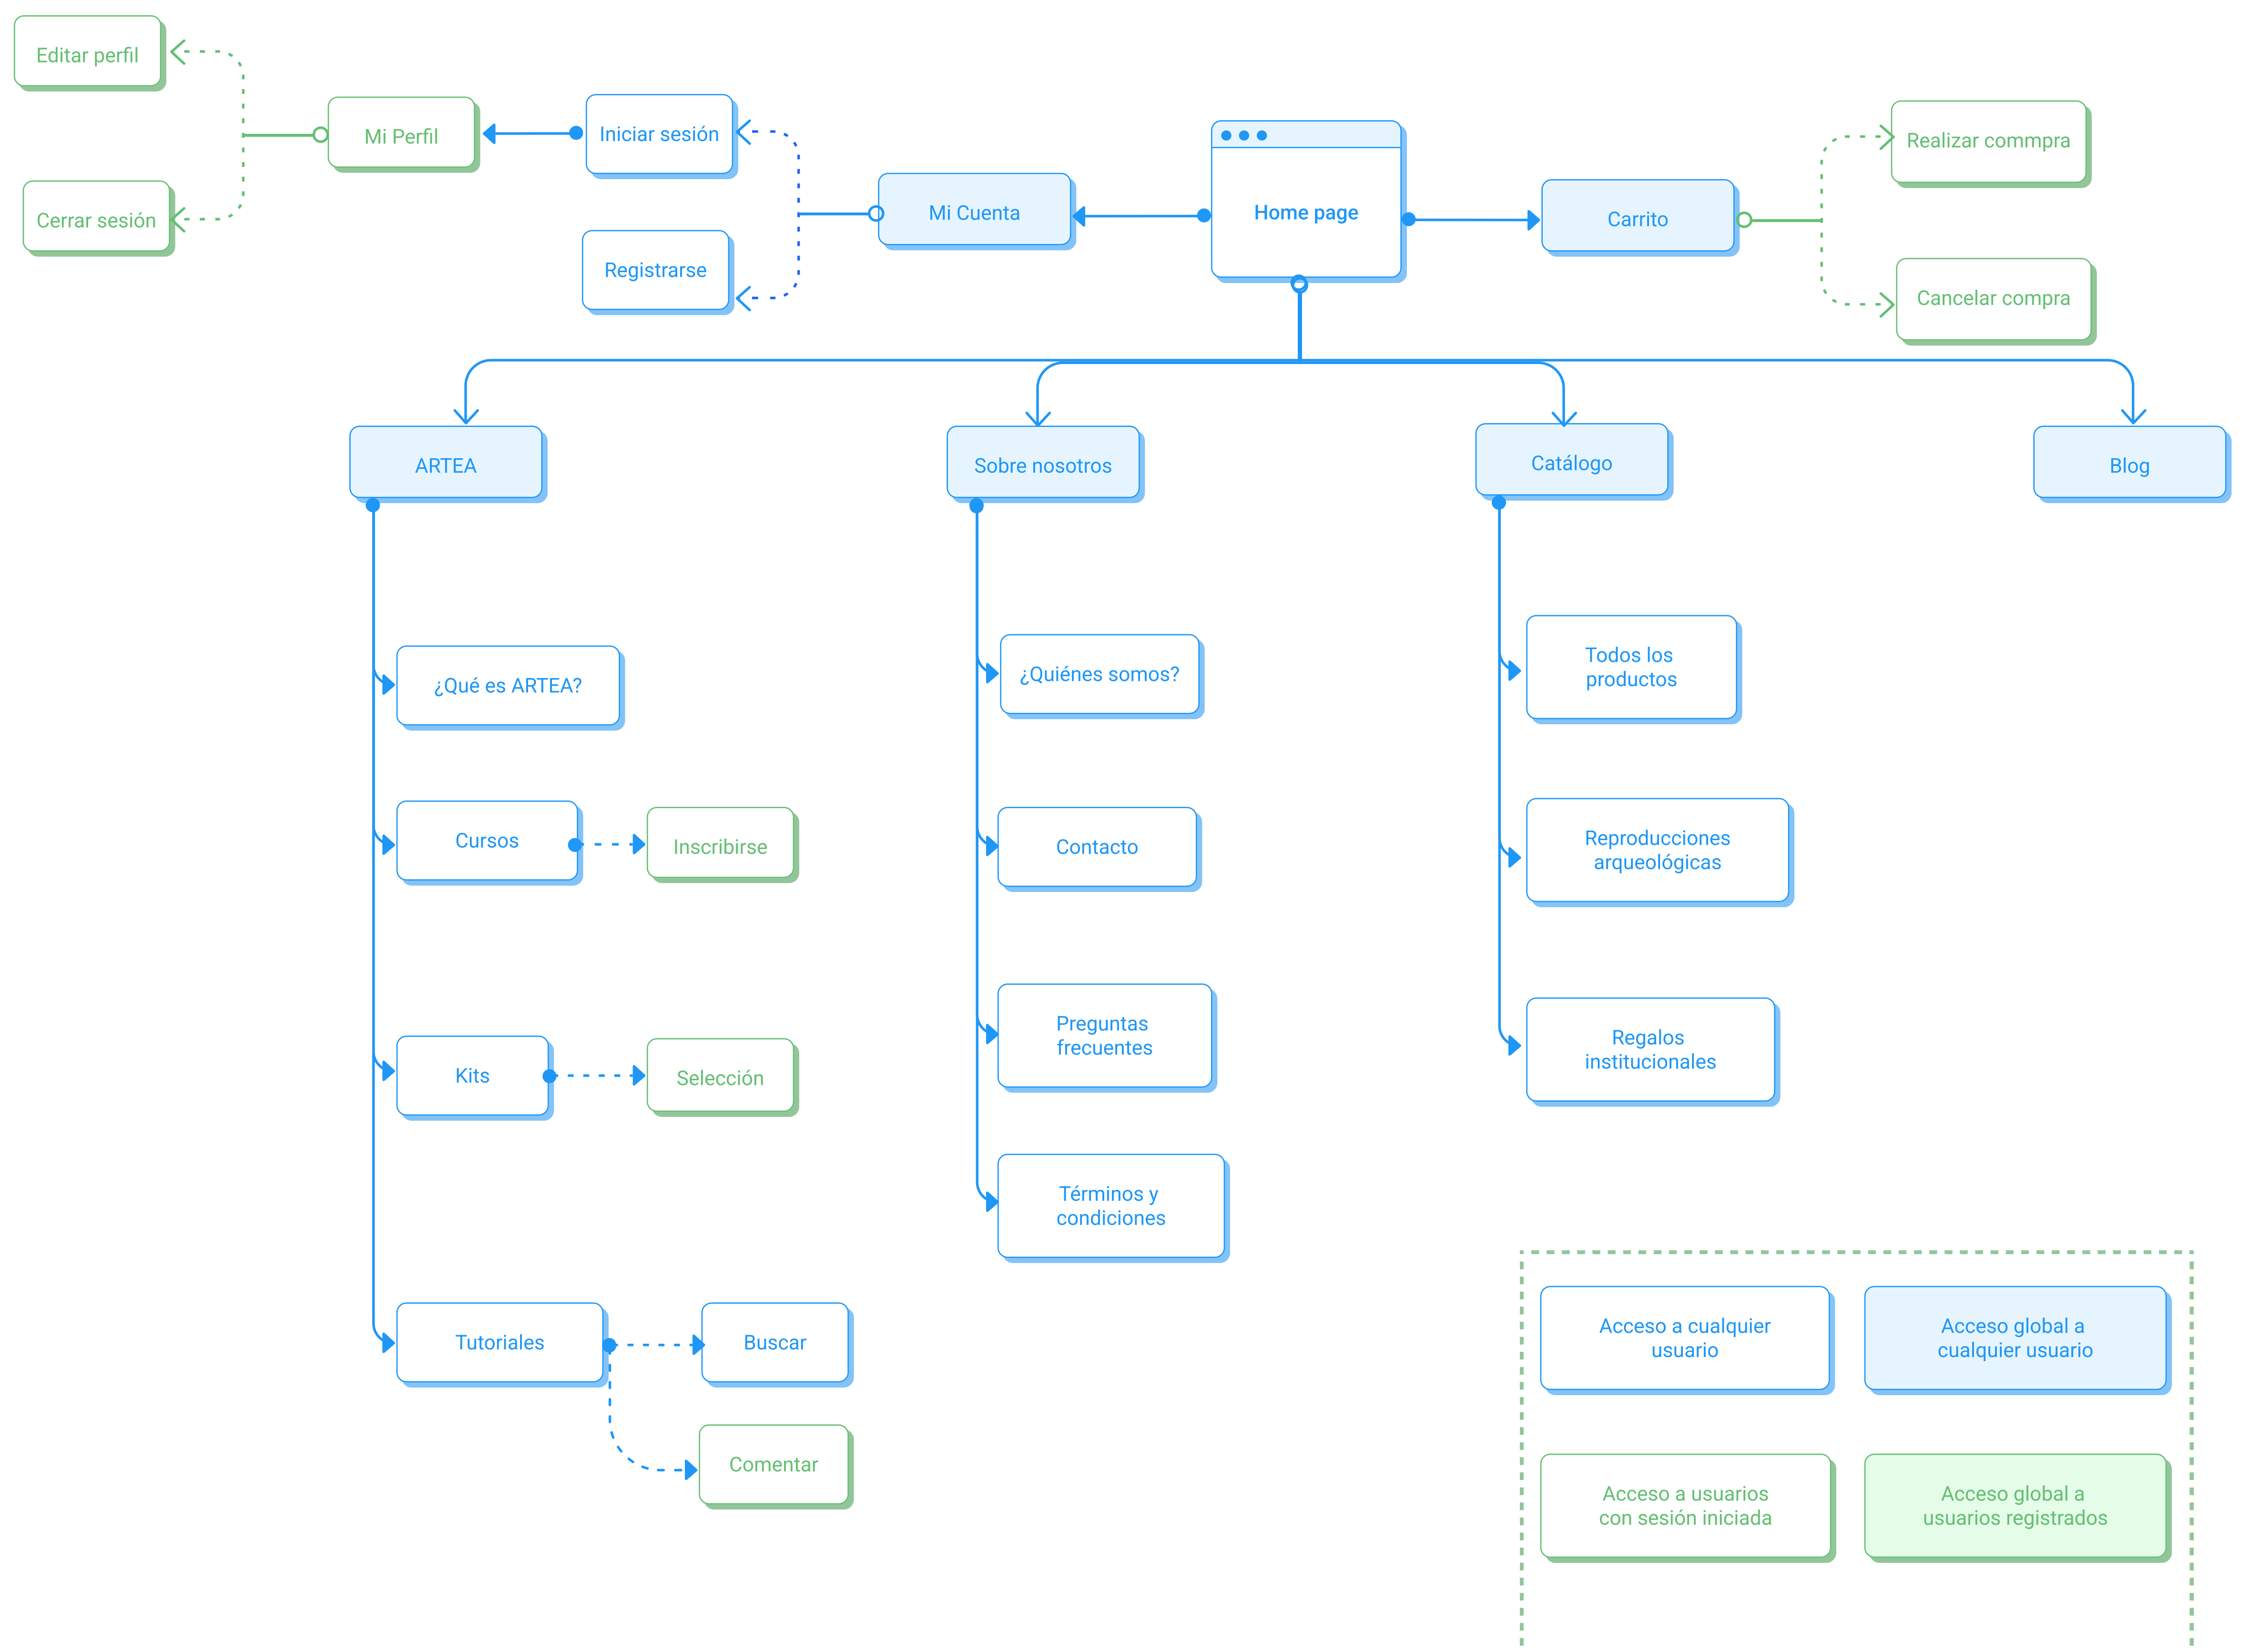 Editar perfil
Mi Perfil
Cerrar sesión
Iniciar sesión
Registrarse
Mi Cuenta
Home page
Carrito
Realizar commpra
Cancelar compra
ARTEA
Sobre nosotros
Catálogo
Blog
¿Qué es ARTEA?
Cursos
Inscribirse
Kits
Selección
Tutoriales
Buscar
Comentar
¿Quiénes somos?
Contacto
Preguntas
frecuentes
Términos y
condiciones
Todos los
productos
Reproducciones
arqueológicas
Regalos
institucionales
Acceso a cualquier
usuario
Acceso global a
cualquier usuario
Acceso a usuarios
con sesión iniciada
Acceso global a
usuarios registrados